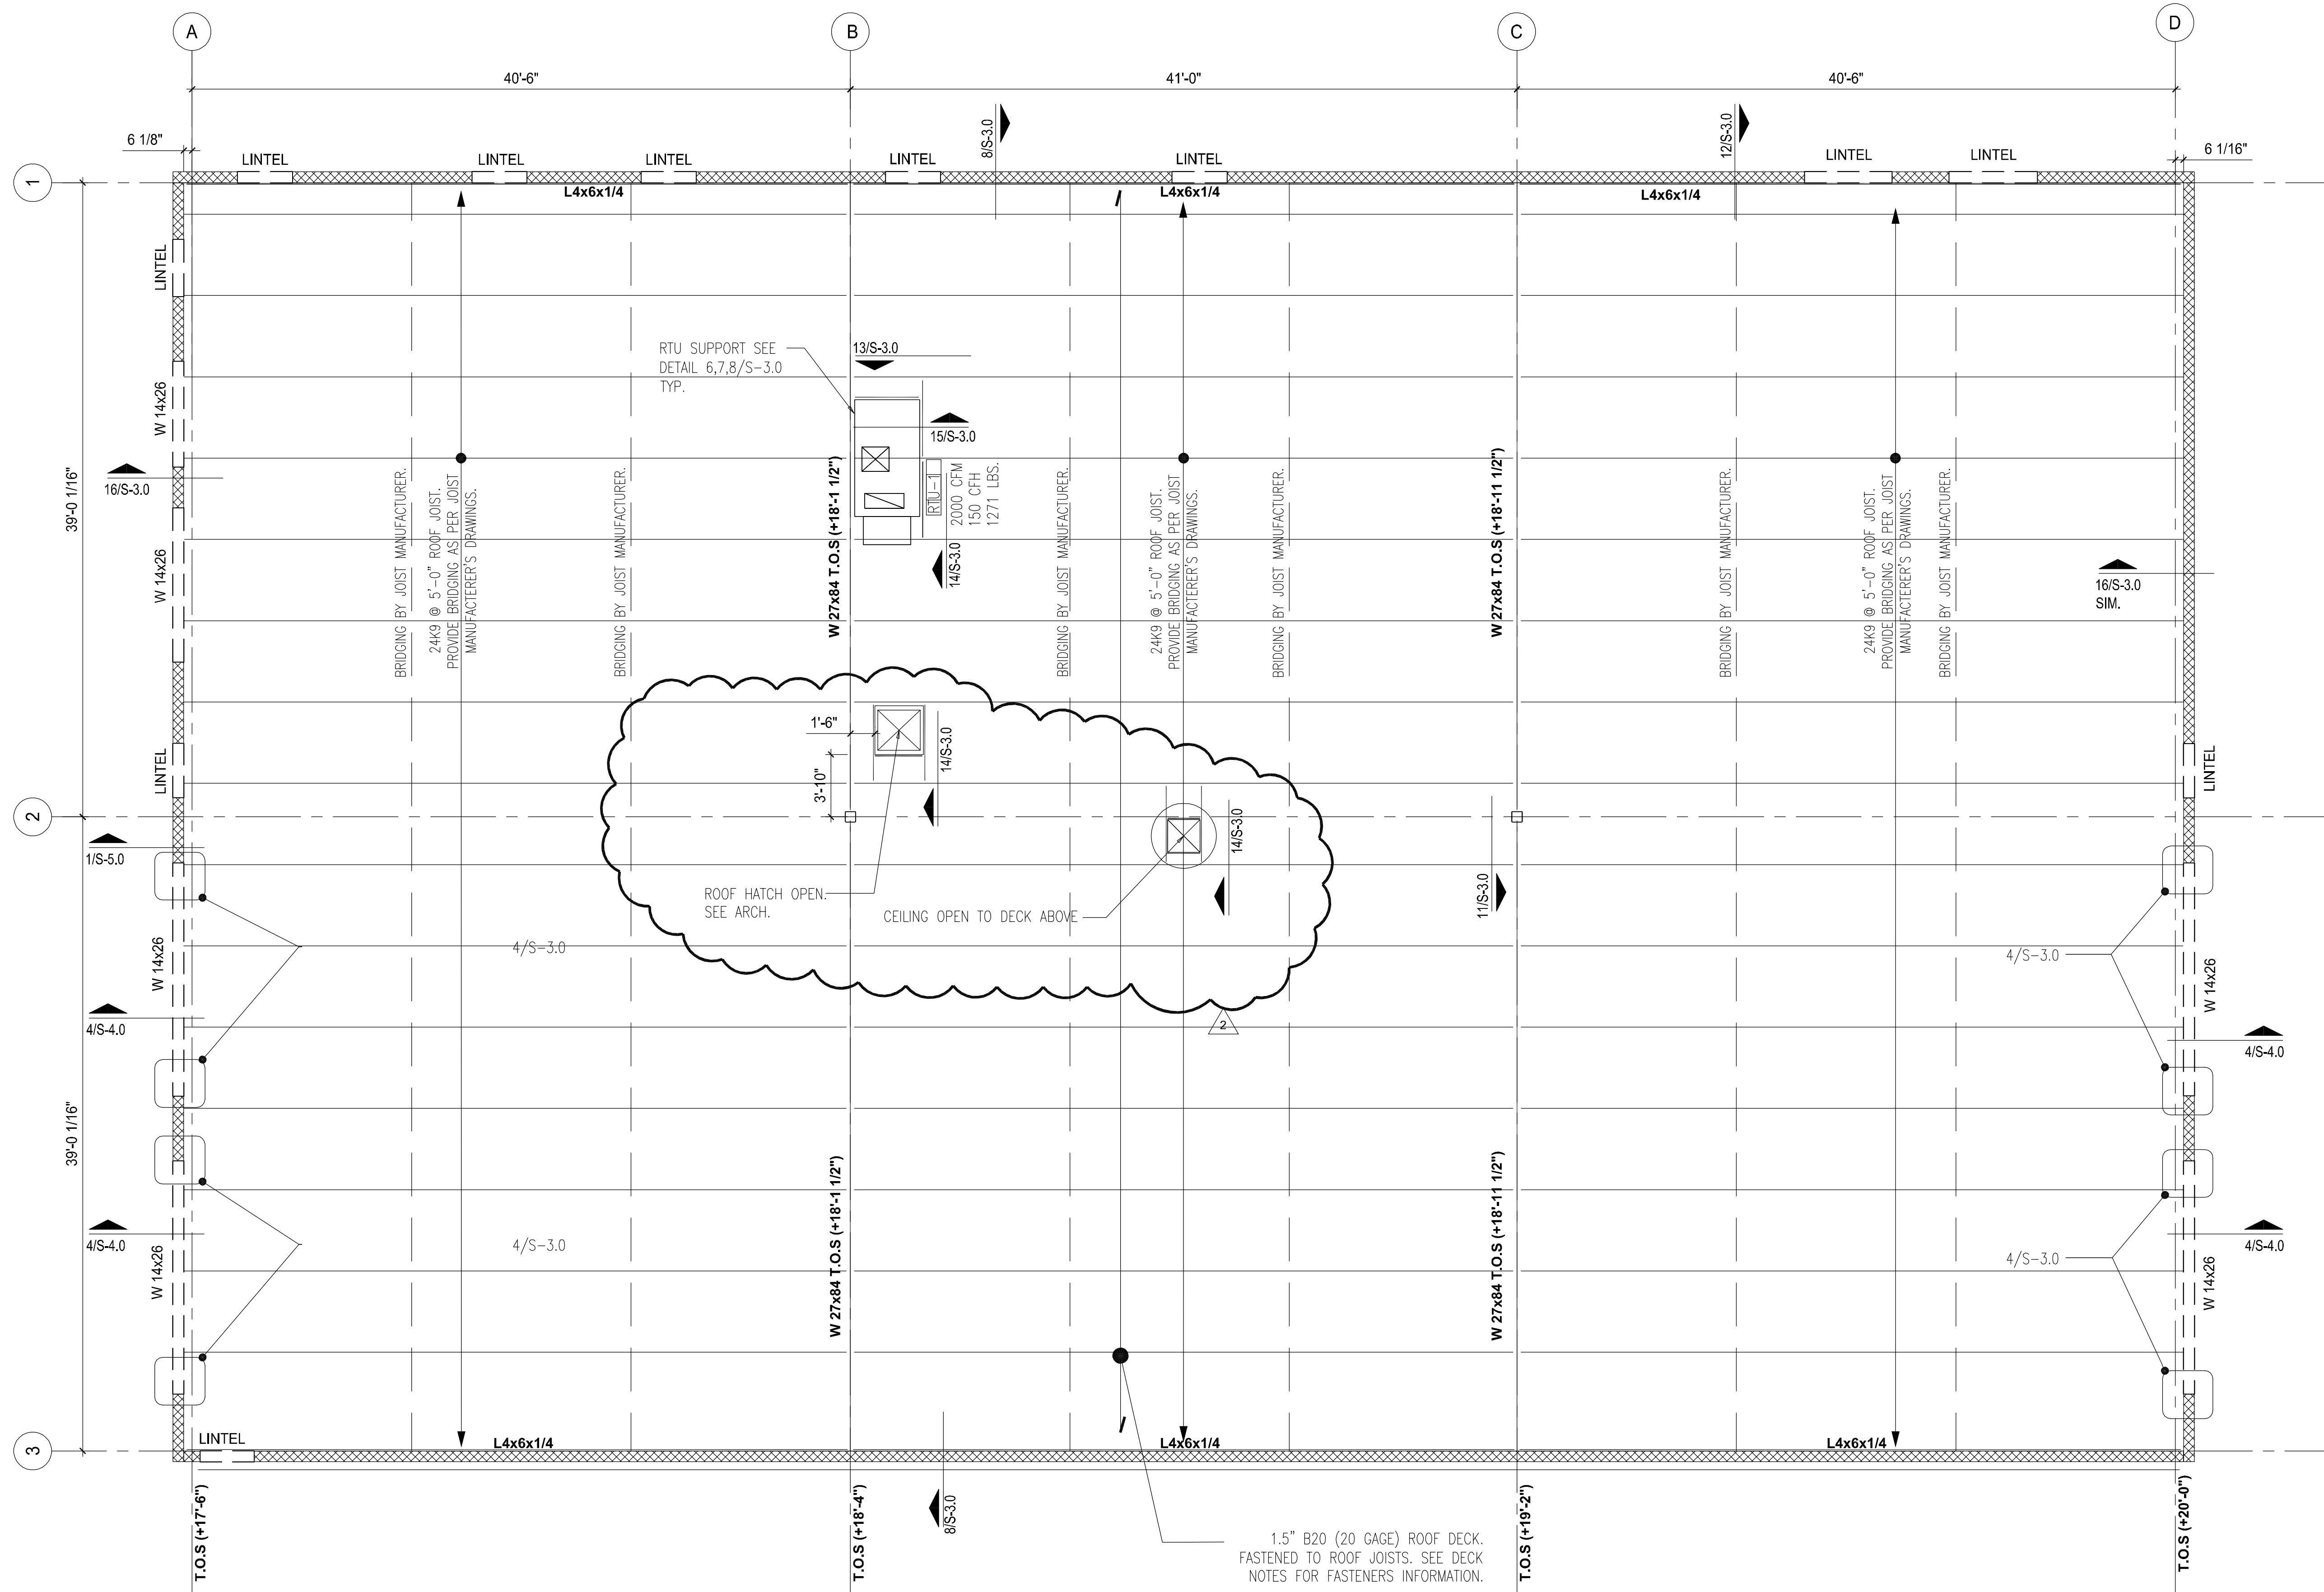 A
B
C
D
40'-6"
41'-0"
40'-6"
6 1/8"
6 1/16"
8/S-3.0
12/S-3.0
LINTEL
LINTEL
LINTEL
LINTEL
LINTEL
LINTEL
LINTEL
1
L4x6x1/4
L4x6x1/4
L4x6x1/4
LINTEL
W 14x26
16/S-3.0
39'-0 1/16"
W 14x26
LINTEL
RTU SUPPORT SEE
DETAIL 6,7,8/S-3.0
TYP.
13/S-3.0
15/S-3.0
RTU-1
2000 CFM
150 CFH
1271 LBS.
14/S-3.0
BRIDGING BY JOIST MANUFACTURER.
24K9 @ 5'-0" ROOF JOIST.
PROVIDE BRIDGING AS PER JOIST
MANUFACTERER'S DRAWINGS.
BRIDGING BY JOIST MANUFACTURER.
W 27x84 T.O.S (+18'-1 1/2")
BRIDGING BY JOIST MANUFACTURER.
24K9 @ 5'-0" ROOF JOIST.
PROVIDE BRIDGING AS PER JOIST
MANUFACTERER'S DRAWINGS.
BRIDGING BY JOIST MANUFACTURER.
W 27x84 T.O.S (+18'-11 1/2")
BRIDGING BY JOIST MANUFACTURER.
24K9 @ 5'-0" ROOF JOIST.
PROVIDE BRIDGING AS PER JOIST
MANUFACTERER'S DRAWINGS.
BRIDGING BY JOIST MANUFACTURER.
16/S-3.0
SIM.
1'-6"
3'-10"
14/S-3.0
14/S-3.0
LINTEL
2
1/S-5.0
ROOF HATCH OPEN.
SEE ARCH.
CEILING OPEN TO DECK ABOVE
11/S-3.0
4/S-3.0
4/S-3.0
W 14x26
W 14x26
4/S-4.0
2
4/S-4.0
39'-0 1/16"
W 27x84 T.O.S (+18'-1 1/2")
W 27x84 T.O.S (+18'-11 1/2")
4/S-4.0
4/S-3.0
4/S-3.0
4/S-4.0
W 14x26
W 14x26
3
LINTEL
L4x6x1/4
L4x6x1/4
L4x6x1/4
T.O.S (+17'-6")
T.O.S (+18'-4")
8/S-3.0
T.O.S (+19'-2")
T.O.S (+20'-0")
1.5" B20 (20 GAGE) ROOF DECK.
FASTENED TO ROOF JOISTS. SEE DECK
NOTES FOR FASTENERS INFORMATION.